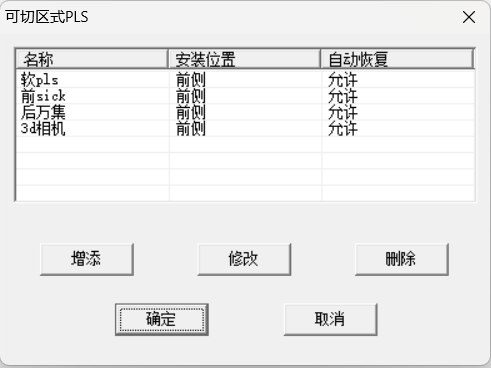 可切区式PLS
名称 安装位置 自动恢复
软pls 前侧 允许
前sick 前侧 允许
后万集 前侧 允许
3d相机 前侧 允许
增添 修改 删除
确定 取消